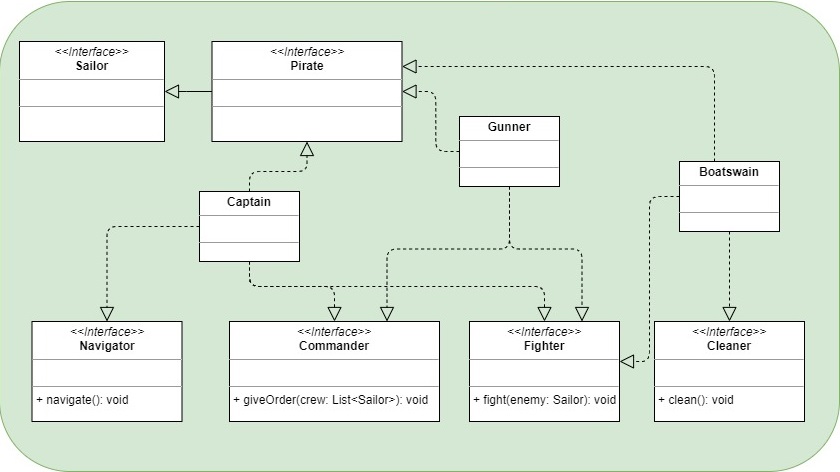 <<Interface>>
Sailor
<<Interface>>
Pirate
Gunner
Boatswain
Captain
<<Interface>>
Navigator
+ navigate(): void
<<Interface>>
Commander
+ giveOrder(crew: List<Sailor>): void
<<Interface>>
Fighter
+ fight(enemy: Sailor): void
<<Interface>>
Cleaner
+ clean(): void